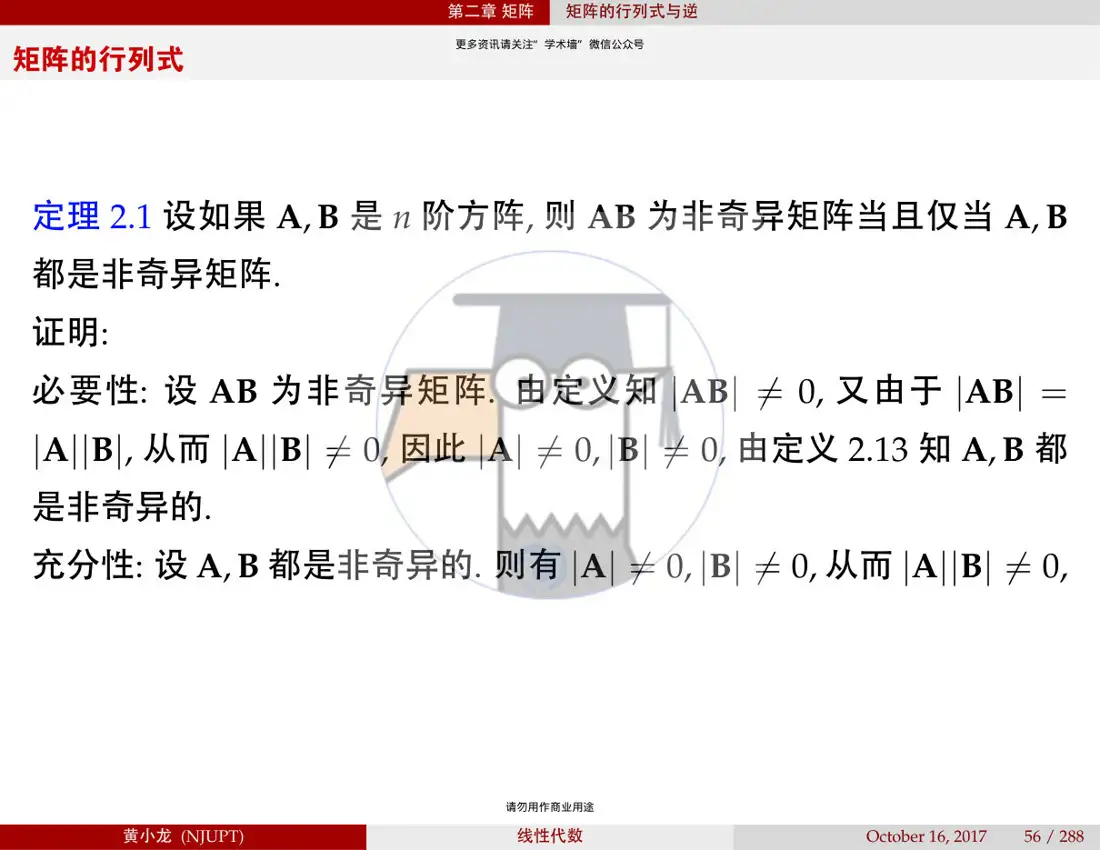 第二章 矩阵 矩阵的行列式与逆
更多资讯请关注“学术墙”微信公众号
矩阵的行列式
定理 2.1 设如果 A, B 是 n 阶方阵, 则 AB 为非奇异矩阵当且仅当 A, B
都是非奇异矩阵.
证明:
必要性: 设 AB 为非奇异矩阵. 由定义知 |AB| ≠ 0, 又由于 |AB| =
|A||B|, 从而 |A||B| ≠ 0, 因此 |A| ≠ 0, |B| ≠ 0, 由定义 2.13 知 A, B 都
是非奇异的.
充分性: 设 A, B 都是非奇异的. 则有 |A| ≠ 0, |B| ≠ 0, 从而 |A||B| ≠ 0,
请勿用作商业用途
黄小龙 (NJUPT) 线性代数 October 16, 2017 56 / 288